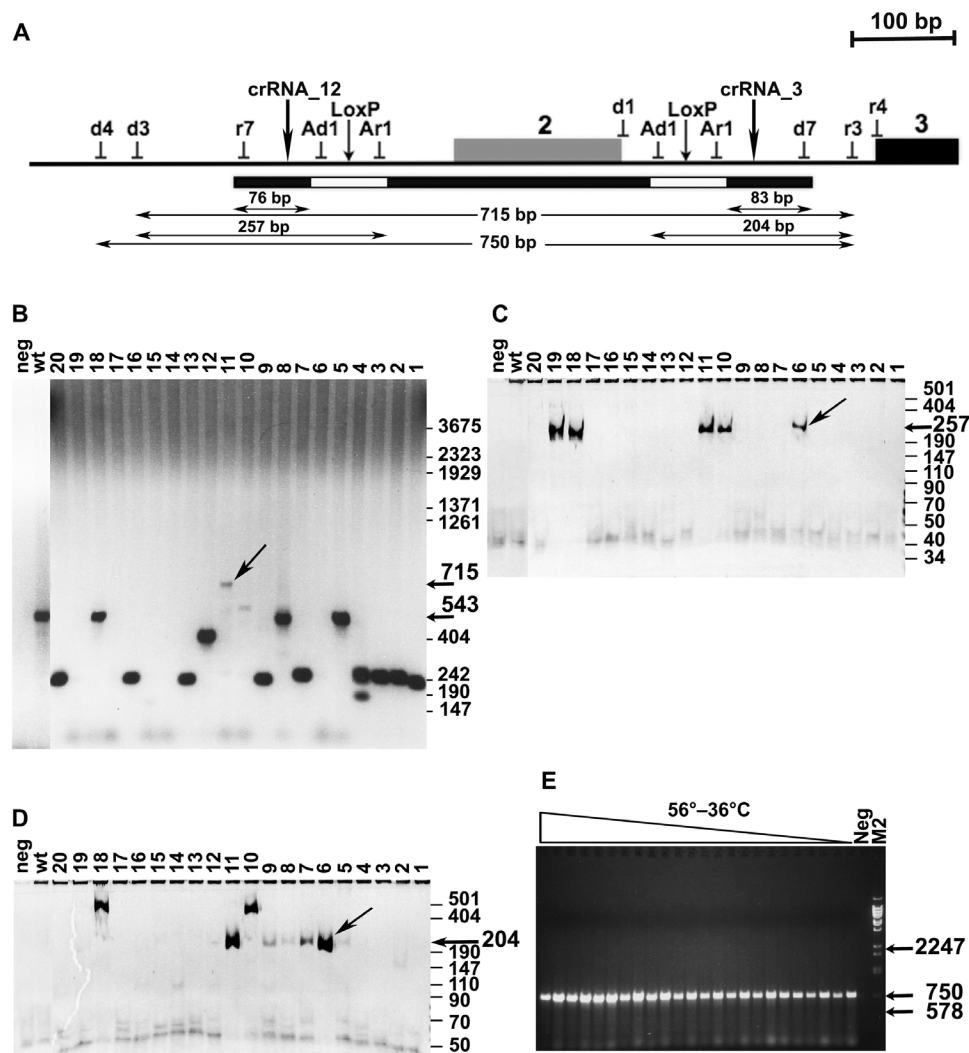 A
100 bp
crRNA_12
crRNA_3
LoxP
LoxP
d4 d3 r7 Ad1 Ar1 2 d1 Ad1 Ar1 d7 r3 r4 3
76 bp
83 bp
715 bp
257 bp
204 bp
750 bp
B
neg wt 20 19 18 17 16 15 14 13 12 11 10 9 8 7 6 5 4 3 2 1
3675
2323
1929
1371
1261
715
543
404
242
190
147
C
neg wt 20 19 18 17 16 15 14 13 12 11 10 9 8 7 6 5 4 3 2 1
501
404
257
190
147
110
90
70
50
40
34
D
neg wt 20 19 18 17 16 15 14 13 12 11 10 9 8 7 6 5 4 3 2 1
501
404
204
190
147
110
90
70
50
E
56°–36°C
Neg
M2
2247
750
578